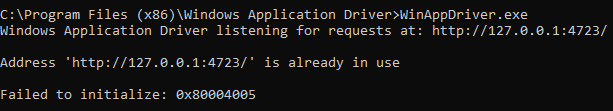 C:\Program Files (x86)\Windows Application Driver>WinAppDriver.exe
Windows Application Driver listening for requests at: http://127.0.0.1:4723/
Address 'http://127.0.0.1:4723/' is already in use
Failed to initialize: 0x80004005